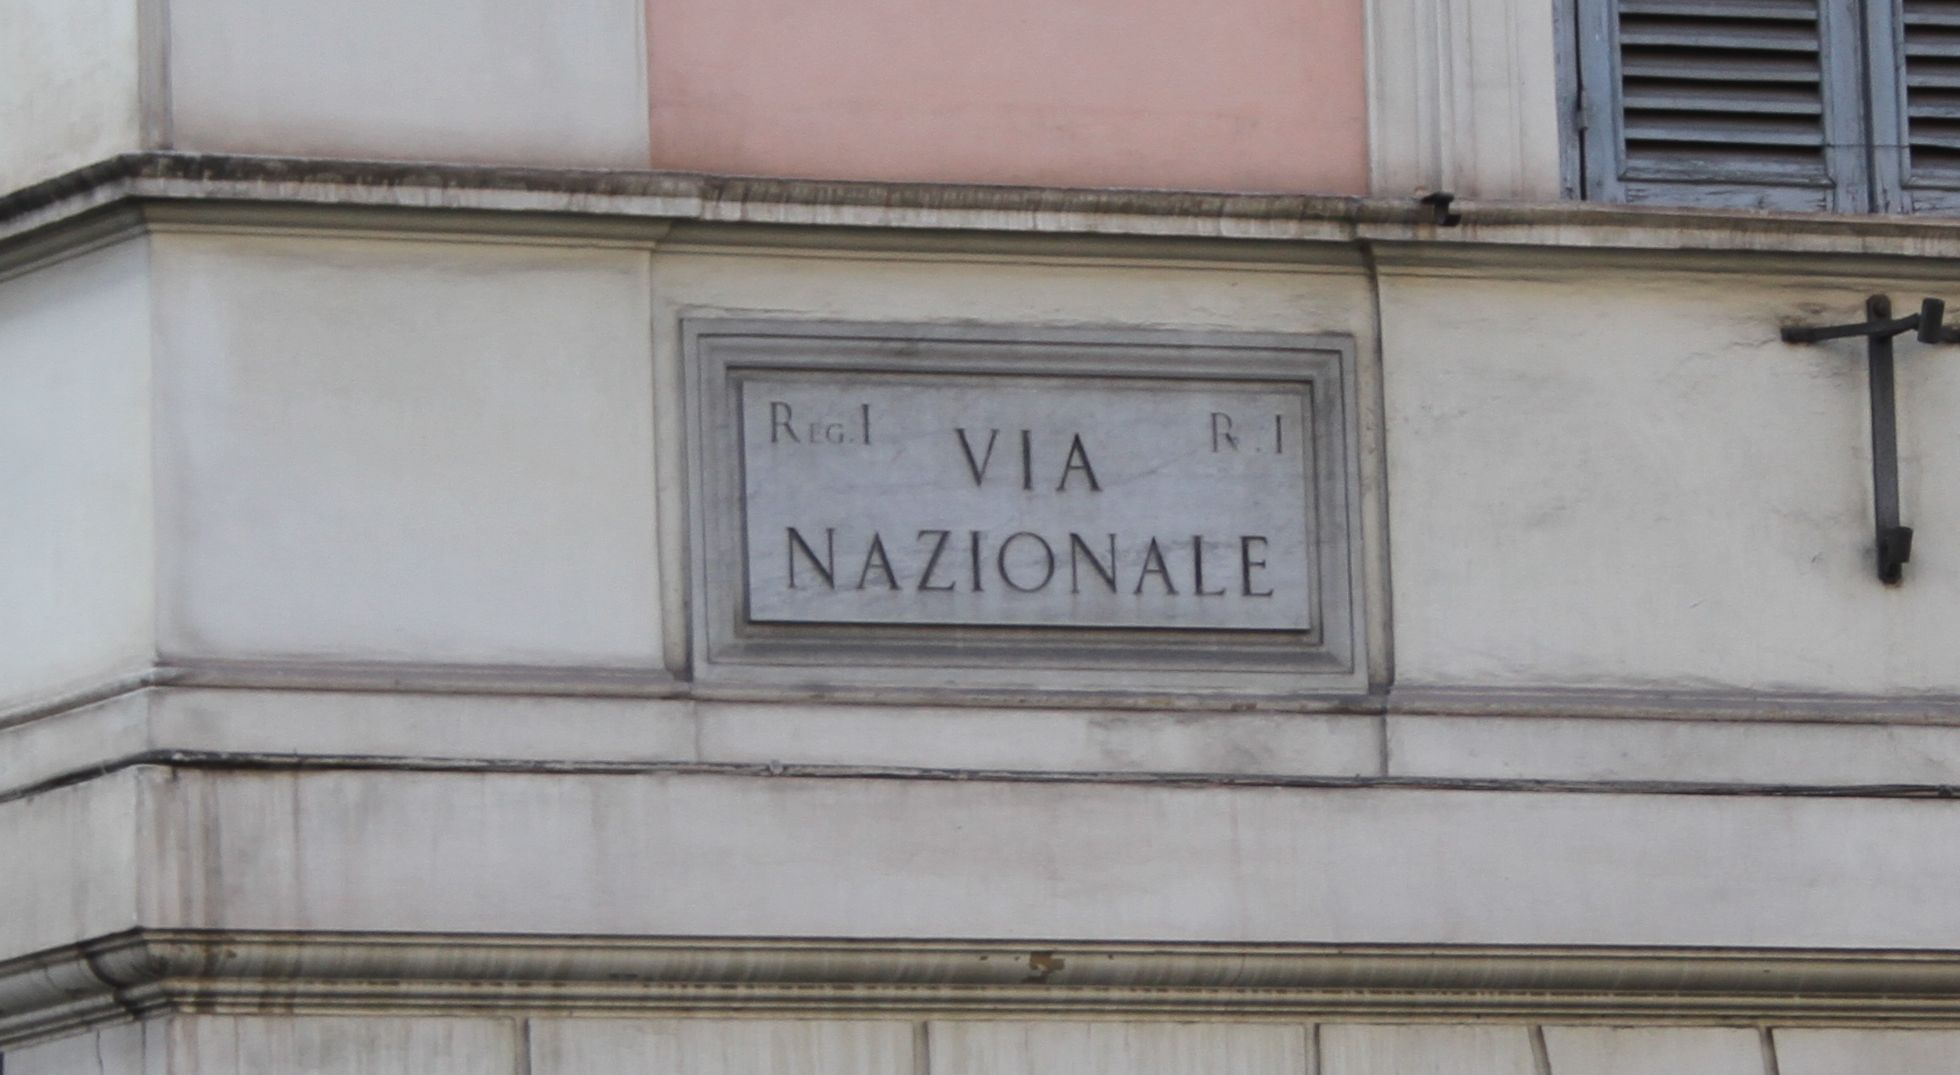 REG. I VIA R. I
NAZIONALE